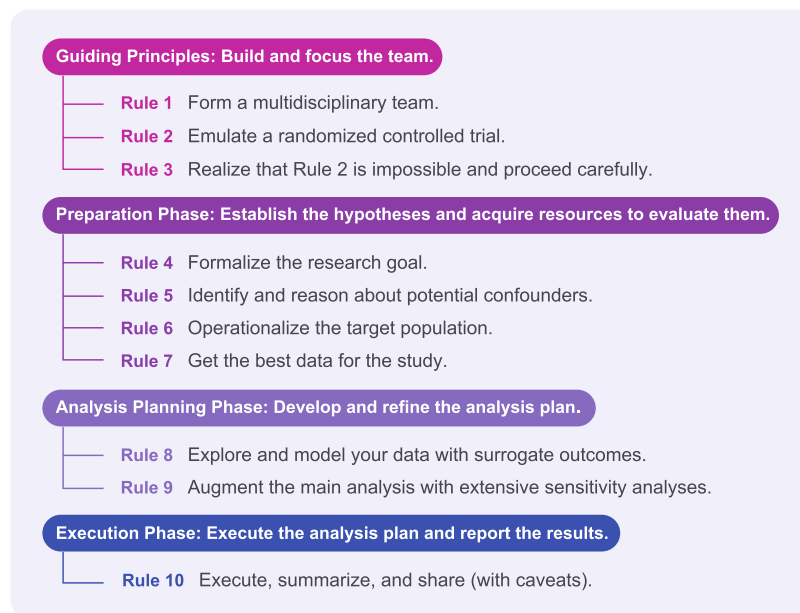 Guiding Principles: Build and focus the team.
Rule 1 Form a multidisciplinary team.
Rule 2 Emulate a randomized controlled trial.
Rule 3 Realize that Rule 2 is impossible and proceed carefully.
Preparation Phase: Establish the hypotheses and acquire resources to evaluate them.
Rule 4 Formalize the research goal.
Rule 5 Identify and reason about potential confounders.
Rule 6 Operationalize the target population.
Rule 7 Get the best data for the study.
Analysis Planning Phase: Develop and refine the analysis plan.
Rule 8 Explore and model your data with surrogate outcomes.
Rule 9 Augment the main analysis with extensive sensitivity analyses.
Execution Phase: Execute the analysis plan and report the results.
Rule 10 Execute, summarize, and share (with caveats).